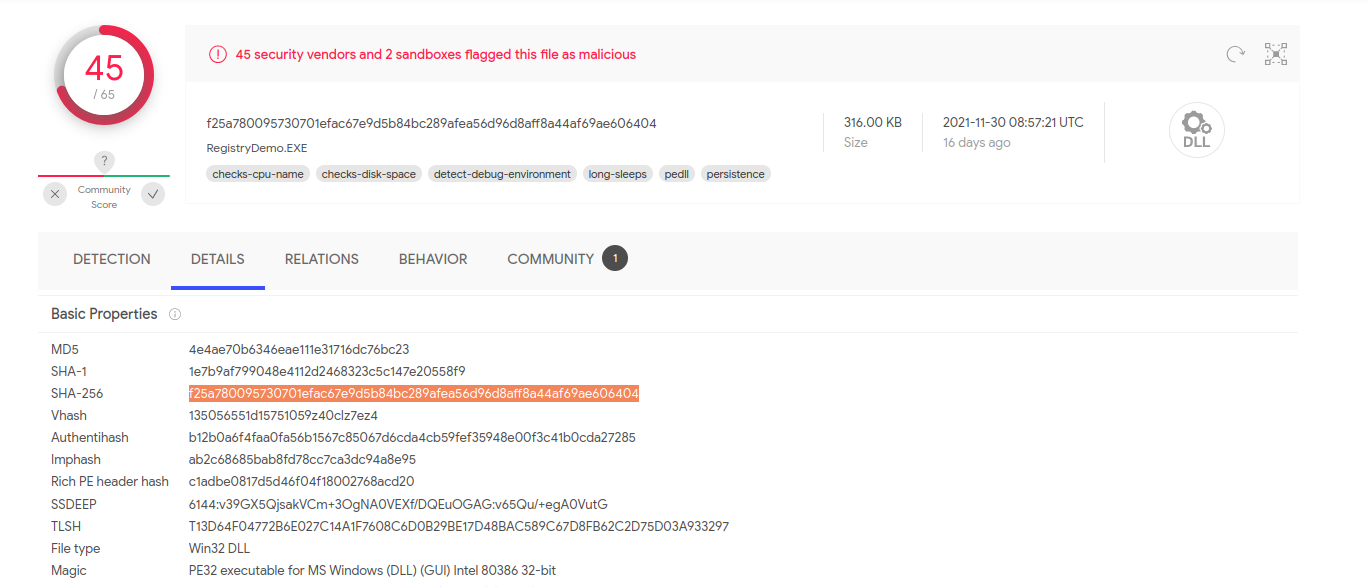 45
/ 65
?
Community
Score
45 security vendors and 2 sandboxes flagged this file as malicious
f25a780095730701efac67e9d5b84bc289afea56d96d8aff8a44af69ae606404
RegistryDemo.EXE
checks-cpu-name checks-disk-space detect-debug-environment long-sleeps pedll persistence
316.00 KB
Size
2021-11-30 08:57:21 UTC
16 days ago
DLL
DETECTION DETAILS RELATIONS BEHAVIOR COMMUNITY 1
Basic Properties
MD5 4e4ae70b6346eae111e31716dc76bc23
SHA-1 1e7b9af799048e4112d2468323c5c147e20558f9
SHA-256 f25a780095730701efac67e9d5b84bc289afea56d96d8aff8a44af69ae606404
Vhash 135056551d15751059z40clz7ez4
Authentihash b12b0a6f4faa0fa56b1567c85067d6cda4cb59fef35948e00f3c41b0cda27285
Imphash ab2c68685bab8fd78cc7ca3dc94a8e95
Rich PE header hash c1adbe0817d5d46f04f18002768acd20
SSDEEP 6144:v39GX5QjsakVCm+3OgNA0VEXf/DQEuOGAG:v65Qu/+egA0VutG
TLSH T13D64F04772B6E027C14A1F7608C6D0B29BE17D48BAC589C67D8FB62C2D75D03A933297
File type Win32 DLL
Magic PE32 executable for MS Windows (DLL) (GUI) Intel 80386 32-bit